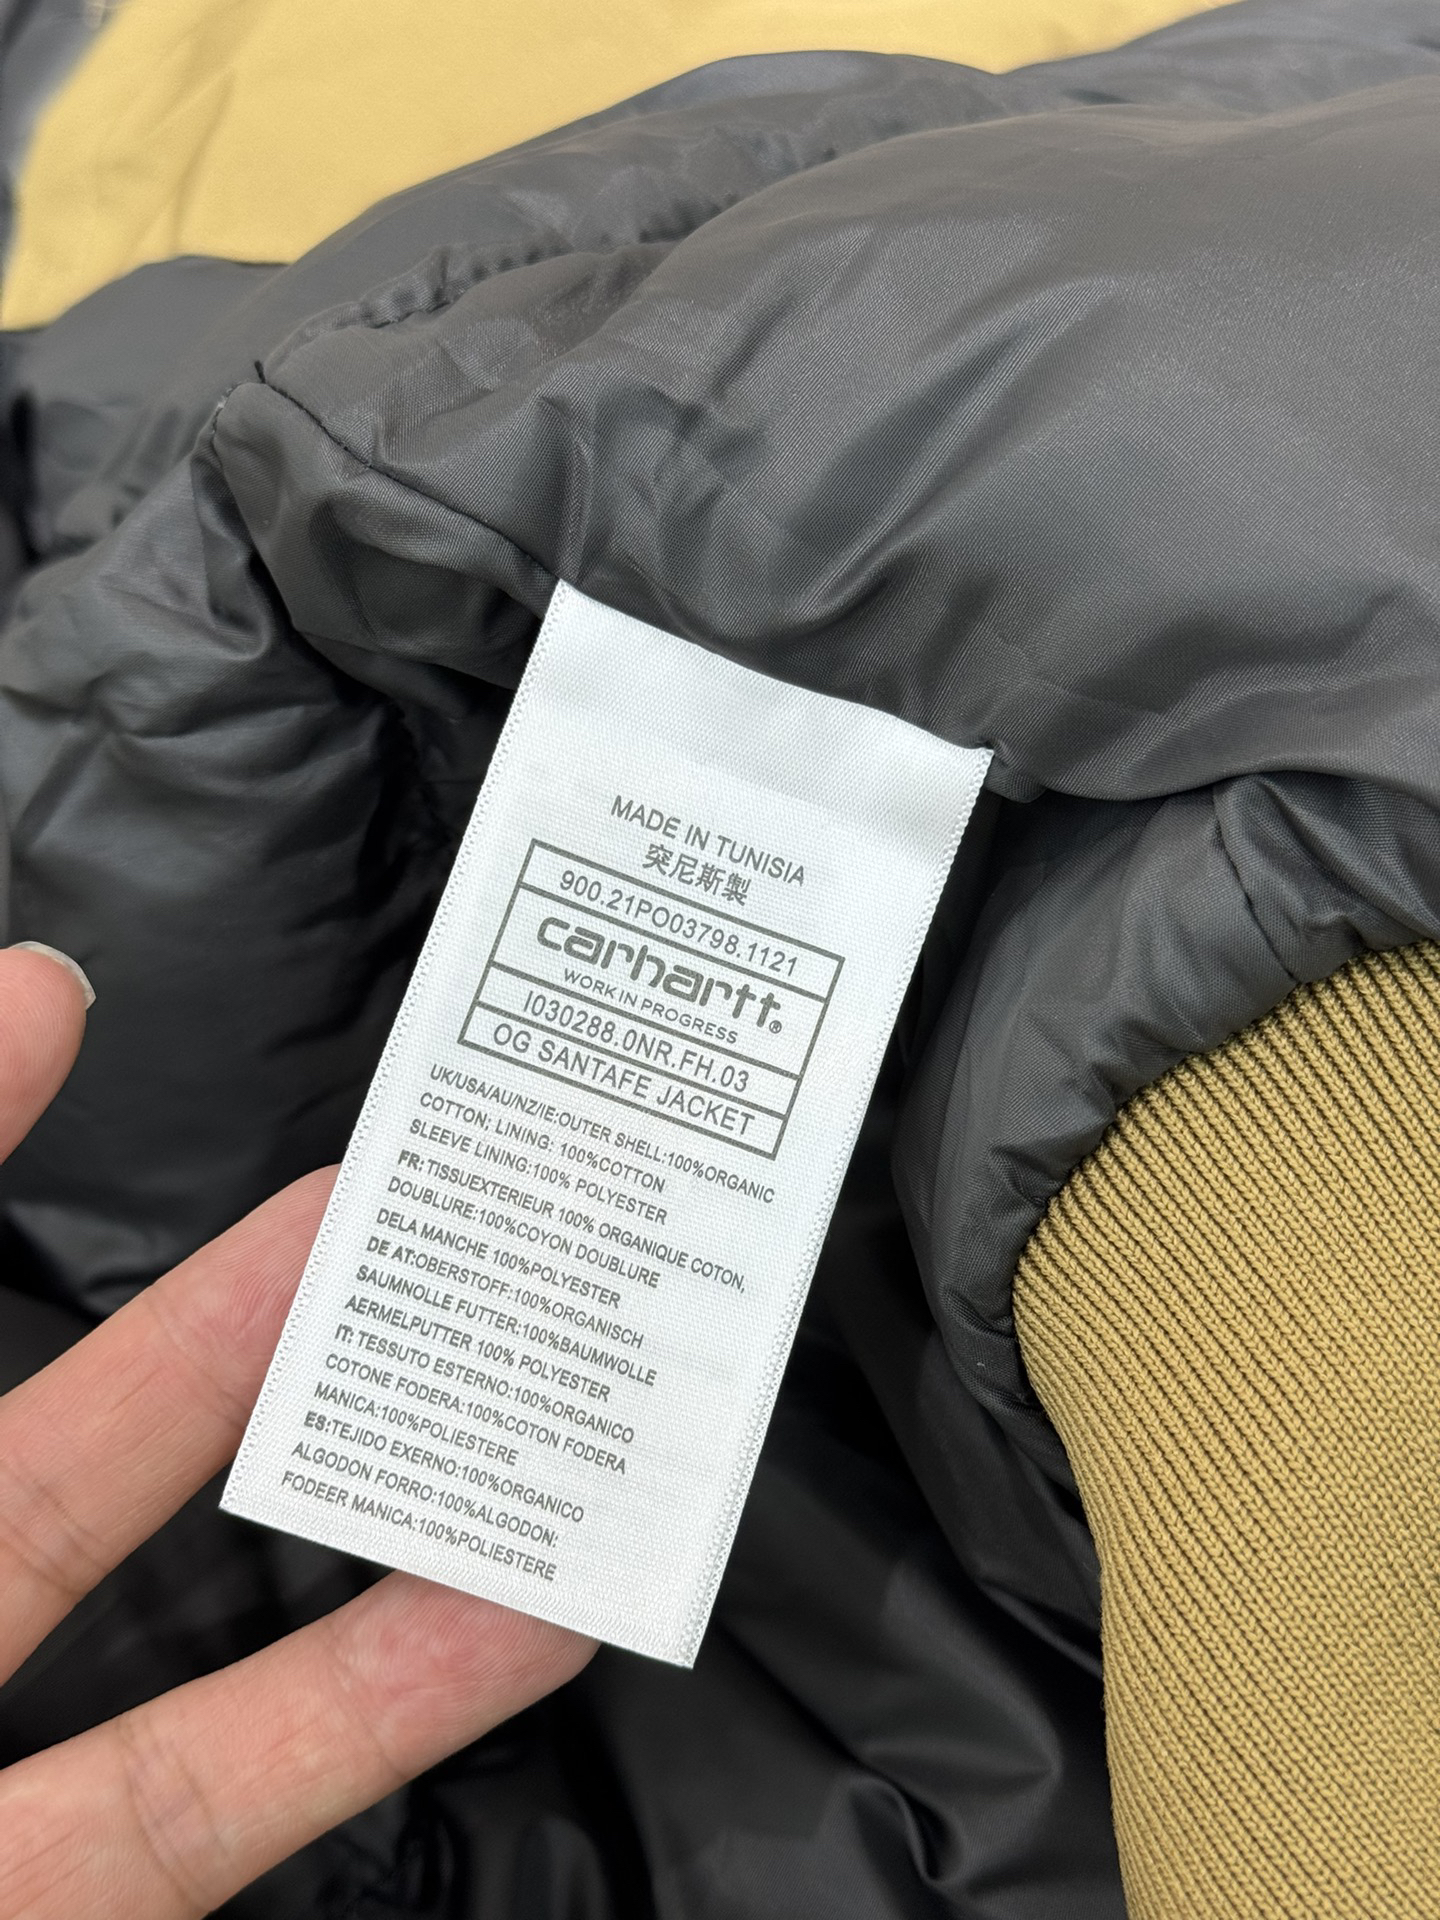 MADE IN TUNISIA
突尼斯製
900.21PO03798.1121
carhartt®
WORK IN PROGRESS
I030288.0NR.FH.03
OG SANTAFE JACKET
UK/USA/AU/NZ/IE:OUTER SHELL:100%ORGANIC
COTTON; LINING: 100%COTTON
SLEEVE LINING:100% POLYESTER
FR: TISSUEXTERIEUR 100% ORGANIQUE COTON,
DOUBLURE:100%COYON DOUBLURE
DELA MANCHE 100%POLYESTER
DE AT:OBERSTOFF:100%ORGANISCH
SAUMNOLLE FUTTER:100%BAUMWOLLE
AERMELPUTTER 100% POLYESTER
IT: TESSUTO ESTERNO:100%ORGANICO
COTONE FODERA:100%COTON FODERA
MANICA:100%POLIESTERE
ES:TEJIDO EXERNO:100%ORGANICO
ALGODON FORRO:100%ALGODON:
FODEER MANICA:100%POLIESTERE